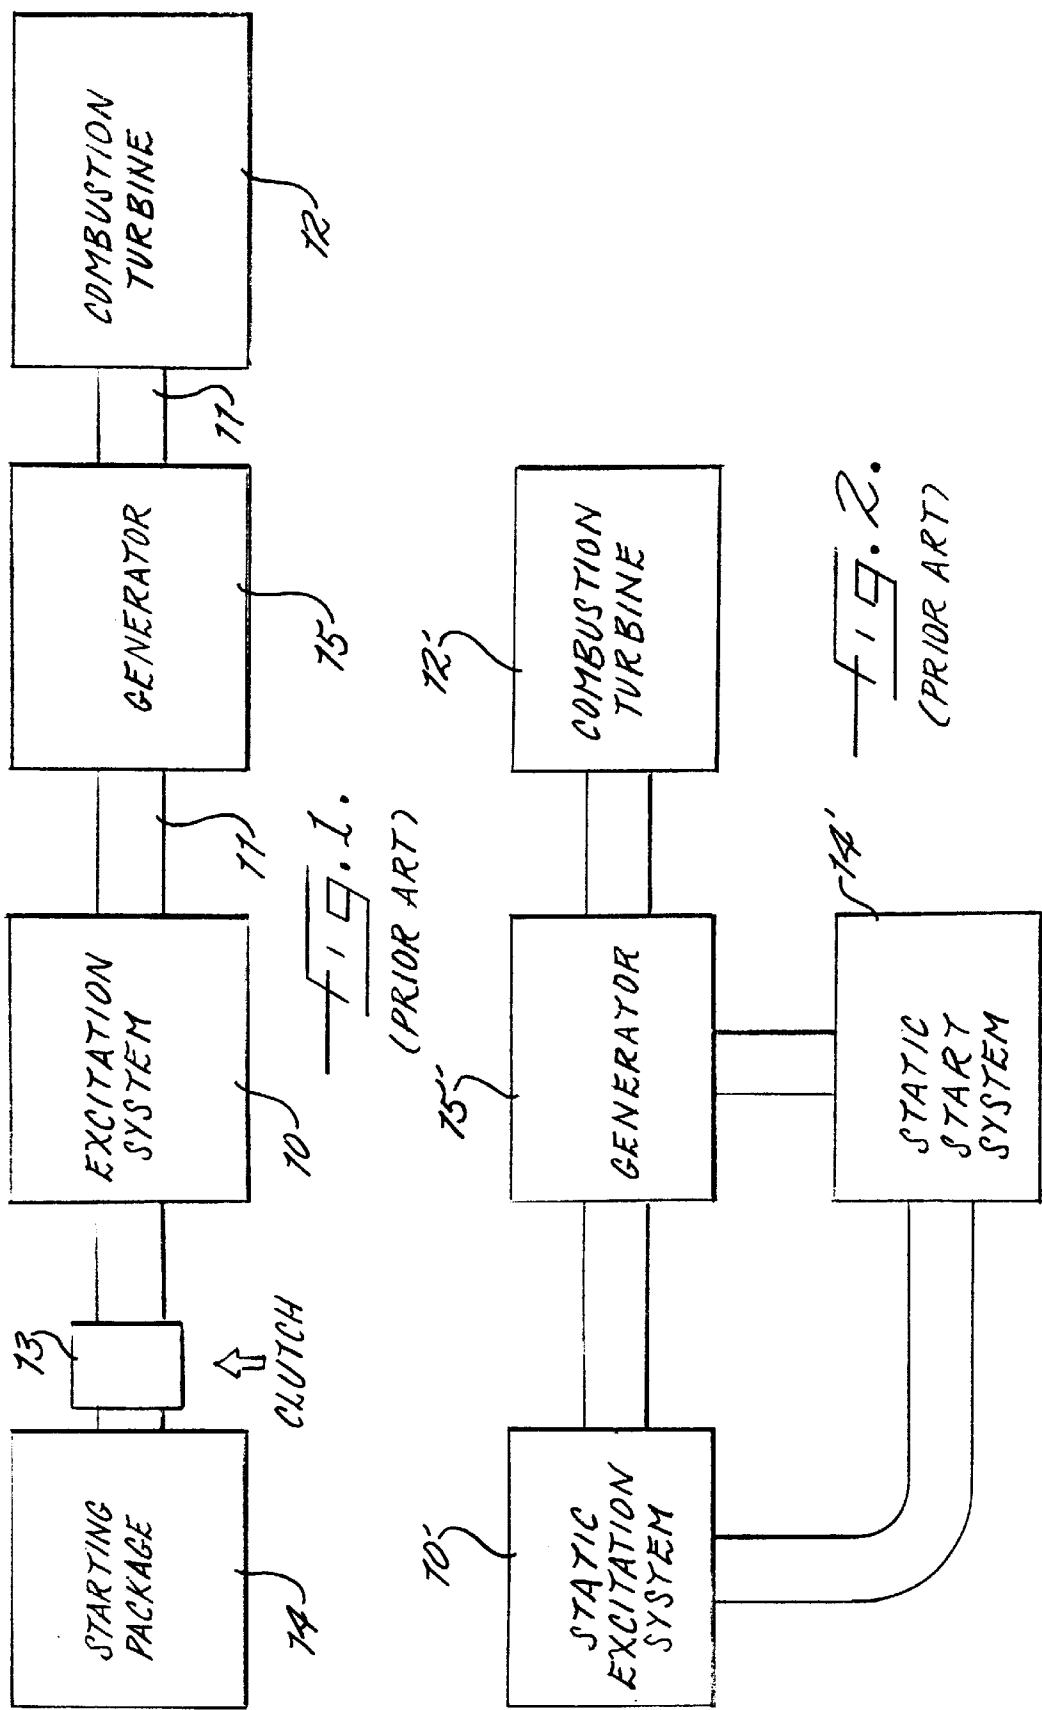 STARTING
PACKAGE
14
13
CLUTCH
EXCITATION
SYSTEM
10
11
GENERATOR
15
11
COMBUSTION
TURBINE
12
Fig. 1.
(PRIOR ART)
STATIC
EXCITATION
SYSTEM
10'
GENERATOR
15'
COMBUSTION
TURBINE
12'
STATIC
START
SYSTEM
14'
Fig. 2.
(PRIOR ART)